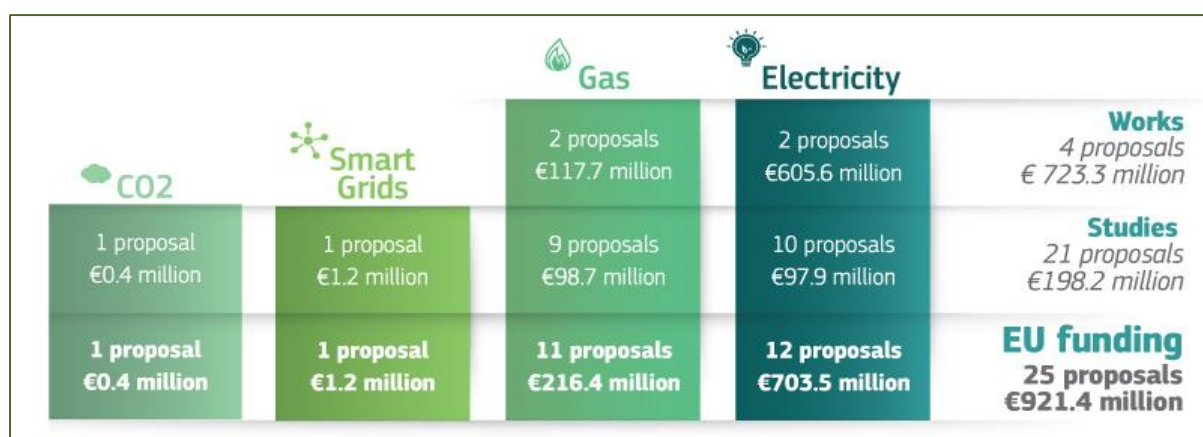 Gas
Electricity
2 proposals
€117.7 million
2 proposals
€605.6 million
Works
4 proposals
€ 723.3 million
CO2
Smart
Grids
1 proposal
€0.4 million
1 proposal
€1.2 million
9 proposals
€98.7 million
10 proposals
€97.9 million
Studies
21 proposals
€198.2 million
1 proposal
€0.4 million
1 proposal
€1.2 million
11 proposals
€216.4 million
12 proposals
€703.5 million
EU funding
25 proposals
€921.4 million